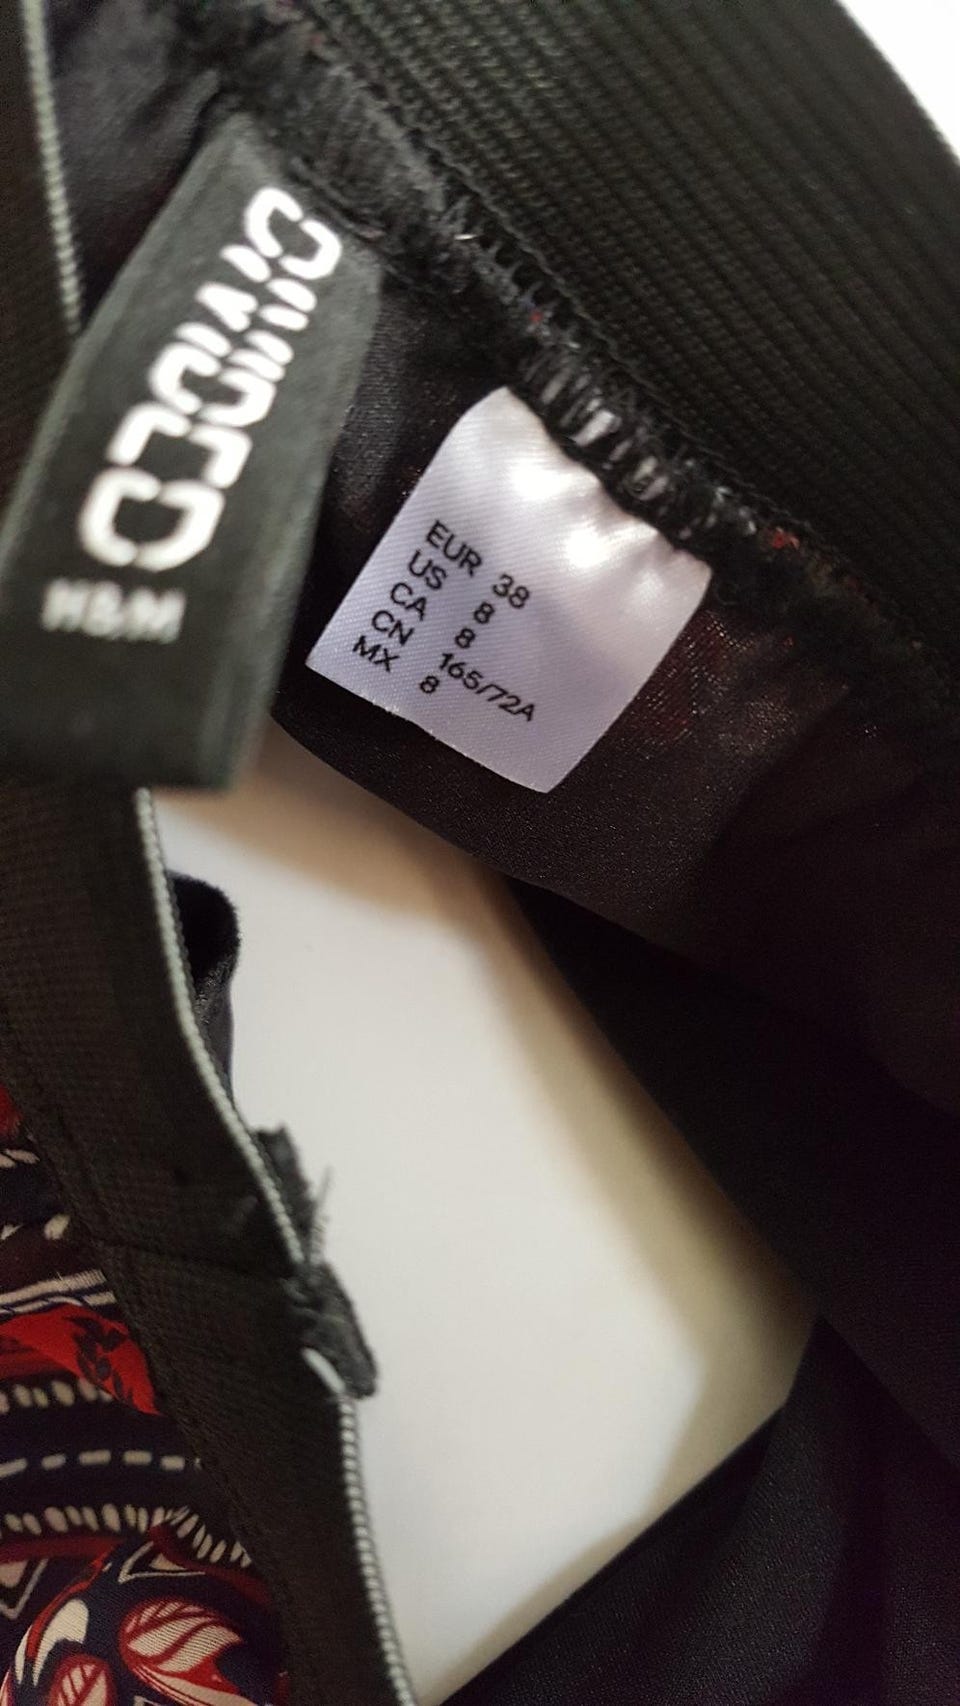 DIVIDED
H&M
EUR 38
US 8
CA 8
CN 165/72A
MX 8